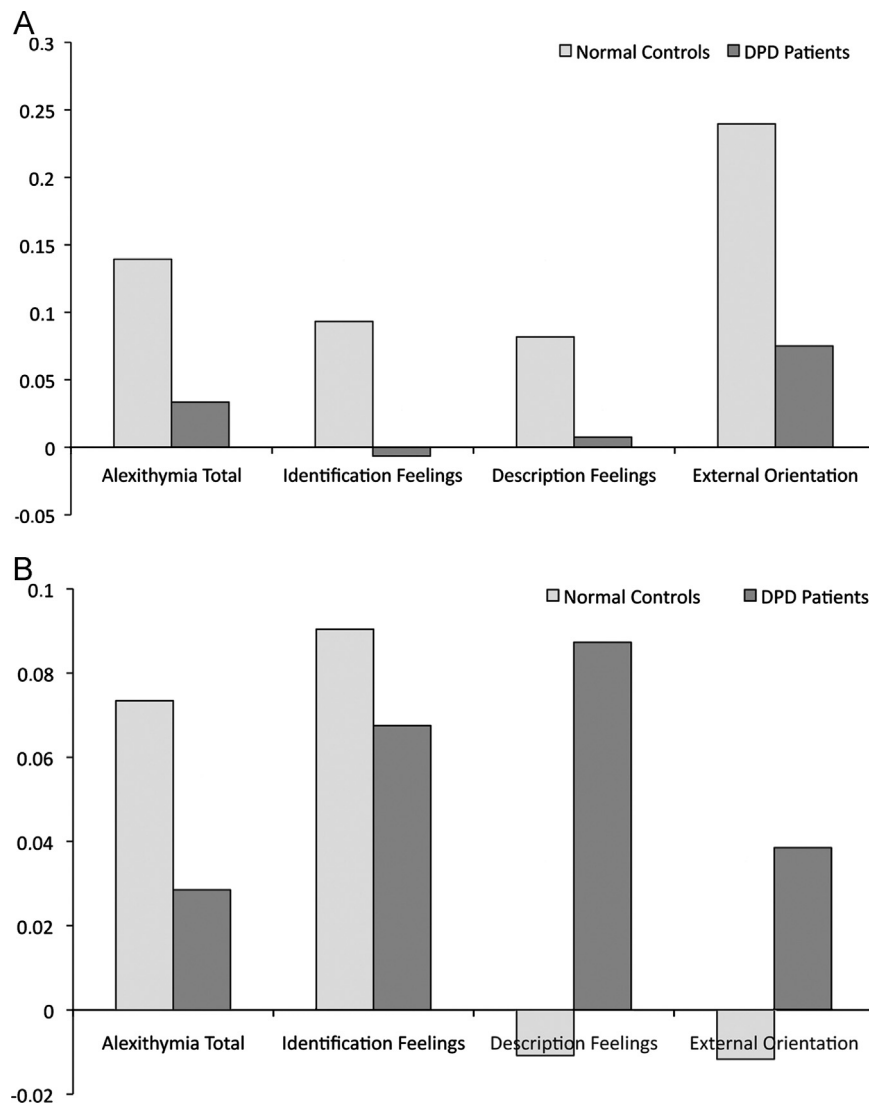 A
0.3
Normal Controls DPD Patients
0.25
0.2
0.15
0.1
0.05
0
Alexithymia Total Identification Feelings Description Feelings External Orientation
-0.05
B
0.1
Normal Controls DPD Patients
0.08
0.06
0.04
0.02
0
Alexithymia Total Identification Feelings Description Feelings External Orientation
-0.02